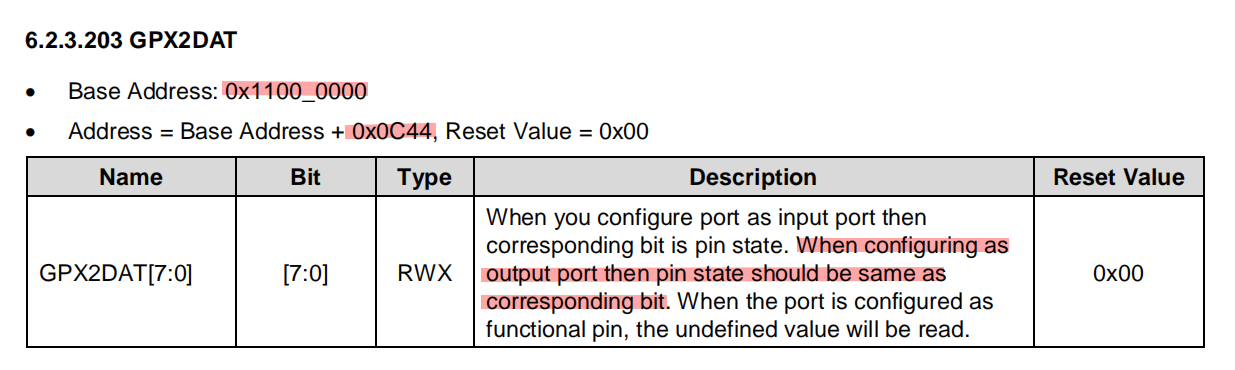 6.2.3.203 GPX2DAT
• Base Address: 0x1100_0000
• Address = Base Address + 0x0C44, Reset Value = 0x00
Name Bit Type Description Reset Value
When you configure port as input port then
corresponding bit is pin state. When configuring as
GPX2DAT[7:0] [7:0] RWX output port then pin state should be same as 0x00
corresponding bit. When the port is configured as
functional pin, the undefined value will be read.